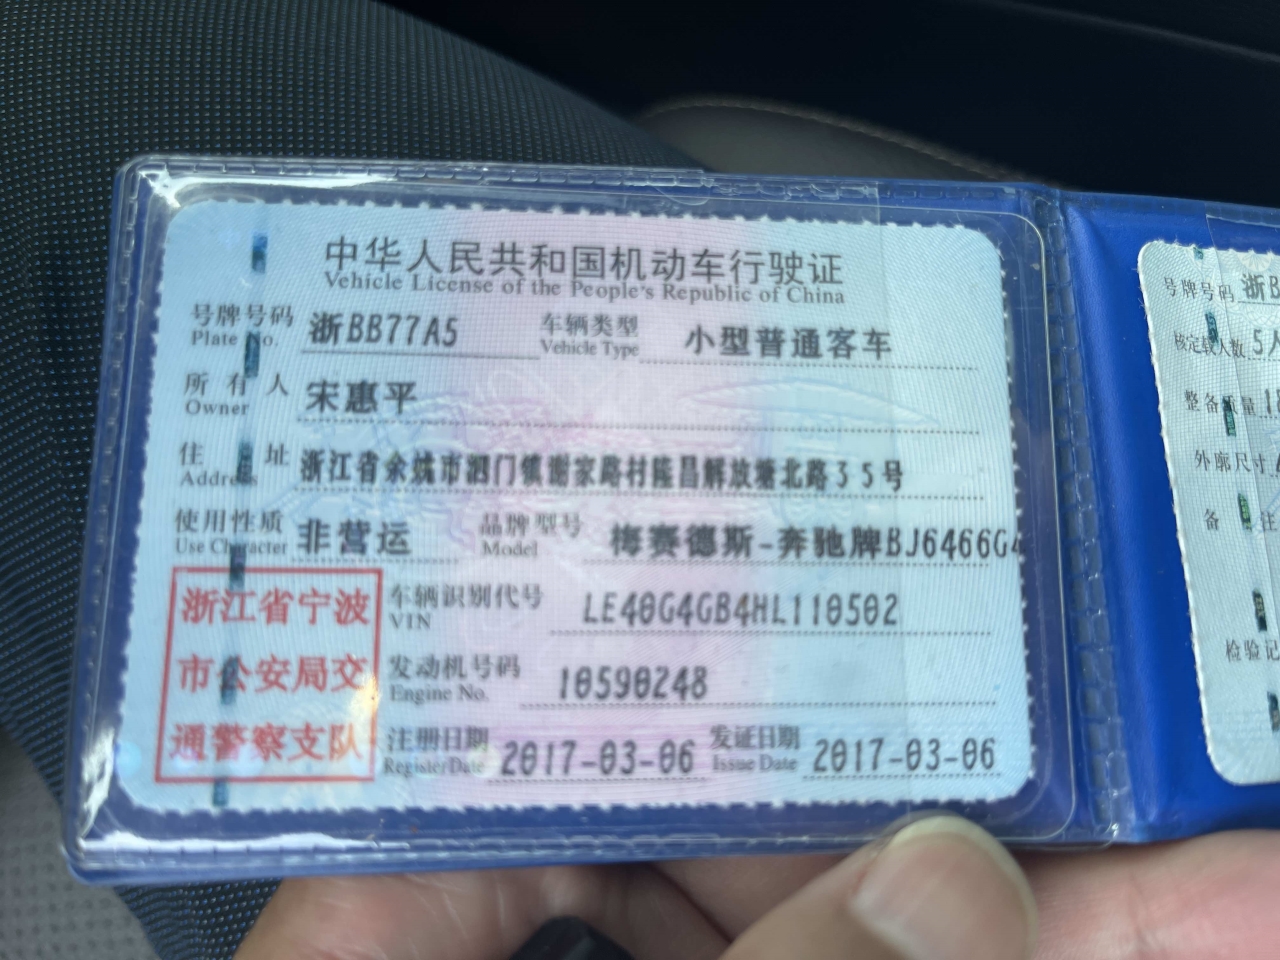 中华人民共和国机动车行驶证
Vehicle License of the People's Republic of China
号牌号码 浙BB77A5 车辆类型 小型普通客车
Plate No. Vehicle Type
所有人 宋惠平
Owner
住址 浙江省余姚市泗门镇谢家路村隆昌解放塘北路35号
Address
使用性质 非营运 品牌型号 梅赛德斯-奔驰牌BJ6466G4
Use Character Model
车辆识别代号 LE40G4GB4HL110502
VIN
发动机号码 10590248
Engine No.
注册日期 2017-03-06 发证日期 2017-03-06
Register Date Issue Date
浙江省宁波
市公安局交
通警察支队
号牌号码 浙B
核定载人数 5人
整备质量
外廓尺寸
备注
检验记